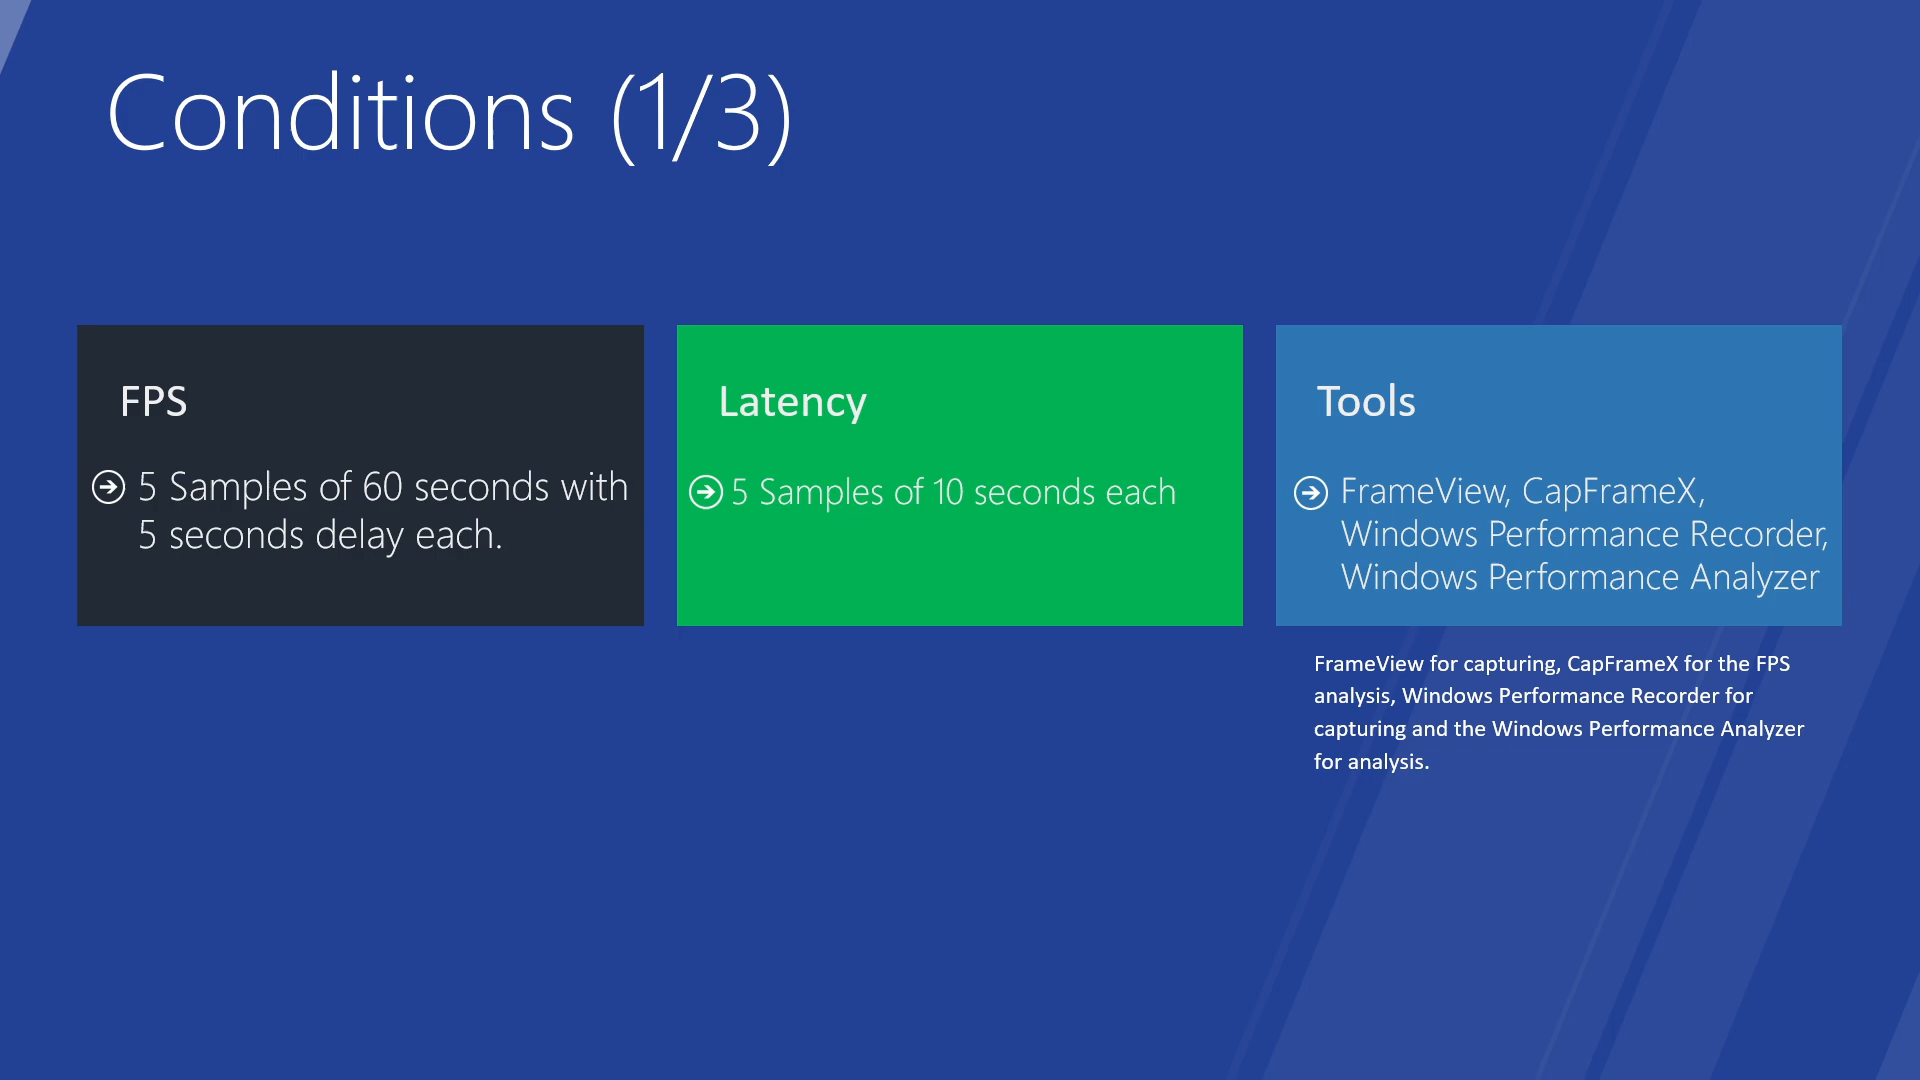 Conditions (1/3)
FPS
5 Samples of 60 seconds with
5 seconds delay each.
Latency
5 Samples of 10 seconds each
Tools
FrameView, CapFrameX,
Windows Performance Recorder,
Windows Performance Analyzer
FrameView for capturing, CapFrameX for the FPS
analysis, Windows Performance Recorder for
capturing and the Windows Performance Analyzer
for analysis.